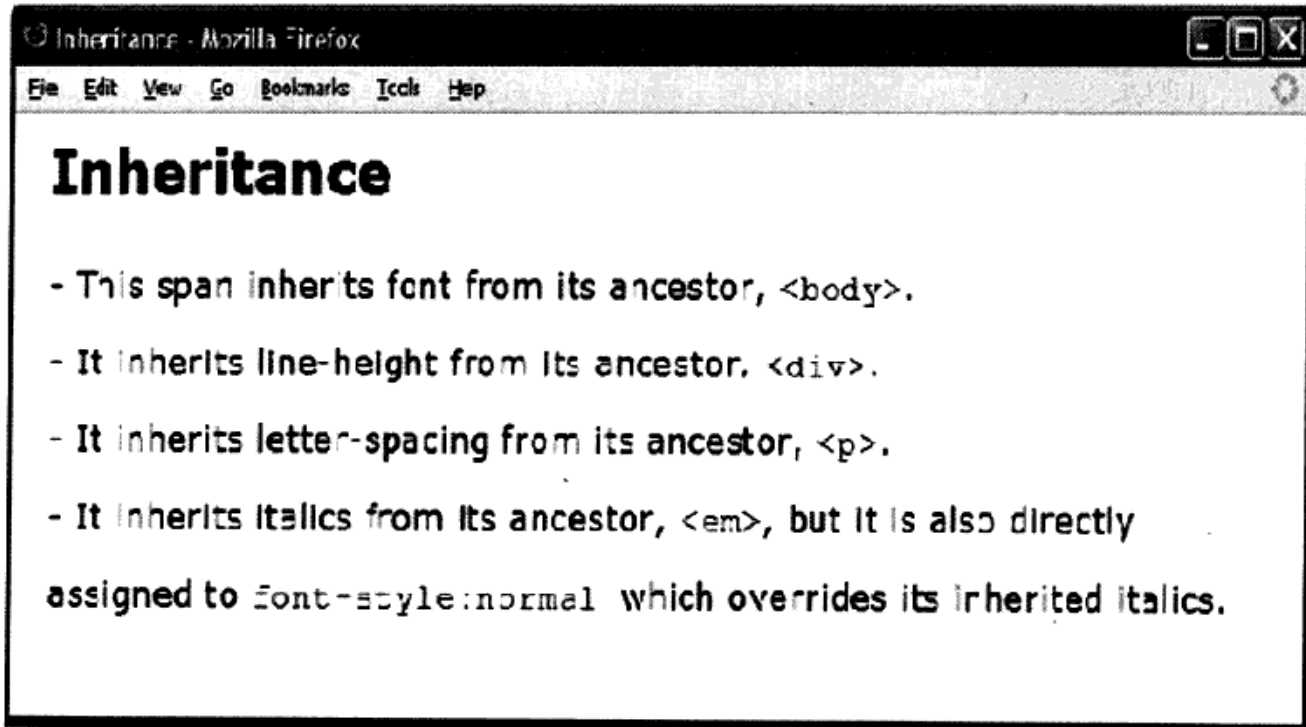 Inheritance - Mozilla Firefox
File Edit View Go Bookmarks Tools Help
Inheritance
- This span inherits font from its ancestor, <body>.
- It inherits line-height from its ancestor. <div>.
- It inherits letter-spacing from its ancestor, <p>.
- It inherits italics from its ancestor, <em>, but it is also directly
assigned to font-style:normal which overrides its inherited italics.